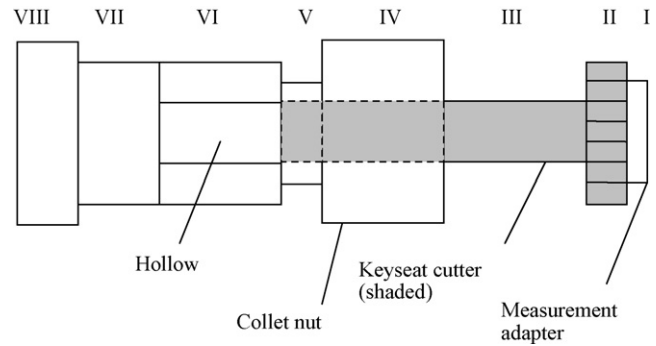 VIII VII VI V IV III II I
Hollow
Collet nut
Keyseat cutter
(shaded)
Measurement
adapter